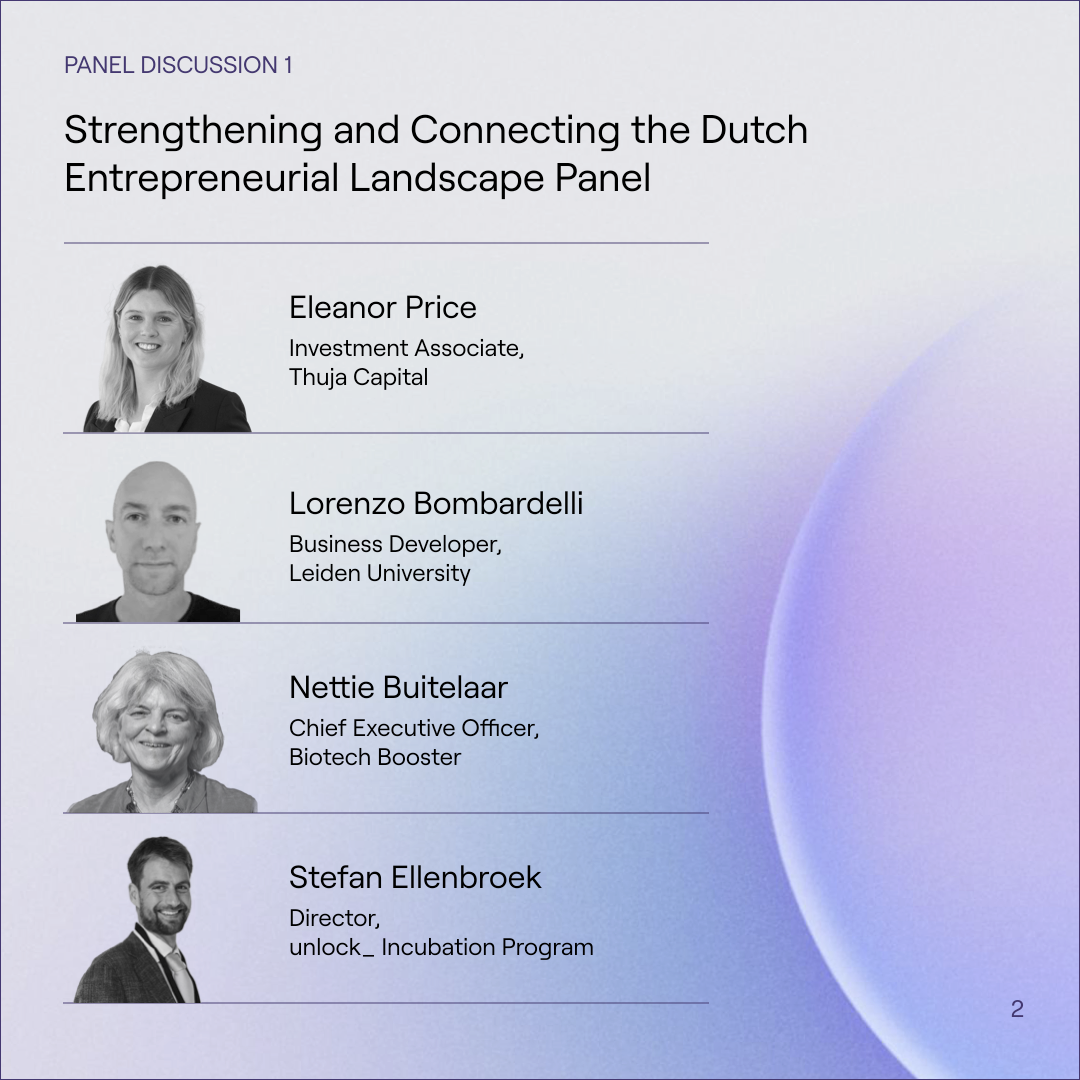 PANEL DISCUSSION 1
Strengthening and Connecting the Dutch
Entrepreneurial Landscape Panel
Eleanor Price
Investment Associate,
Thuja Capital
Lorenzo Bombardelli
Business Developer,
Leiden University
Nettie Buitelaar
Chief Executive Officer,
Biotech Booster
Stefan Ellenbroek
Director,
unlock_ Incubation Program
2